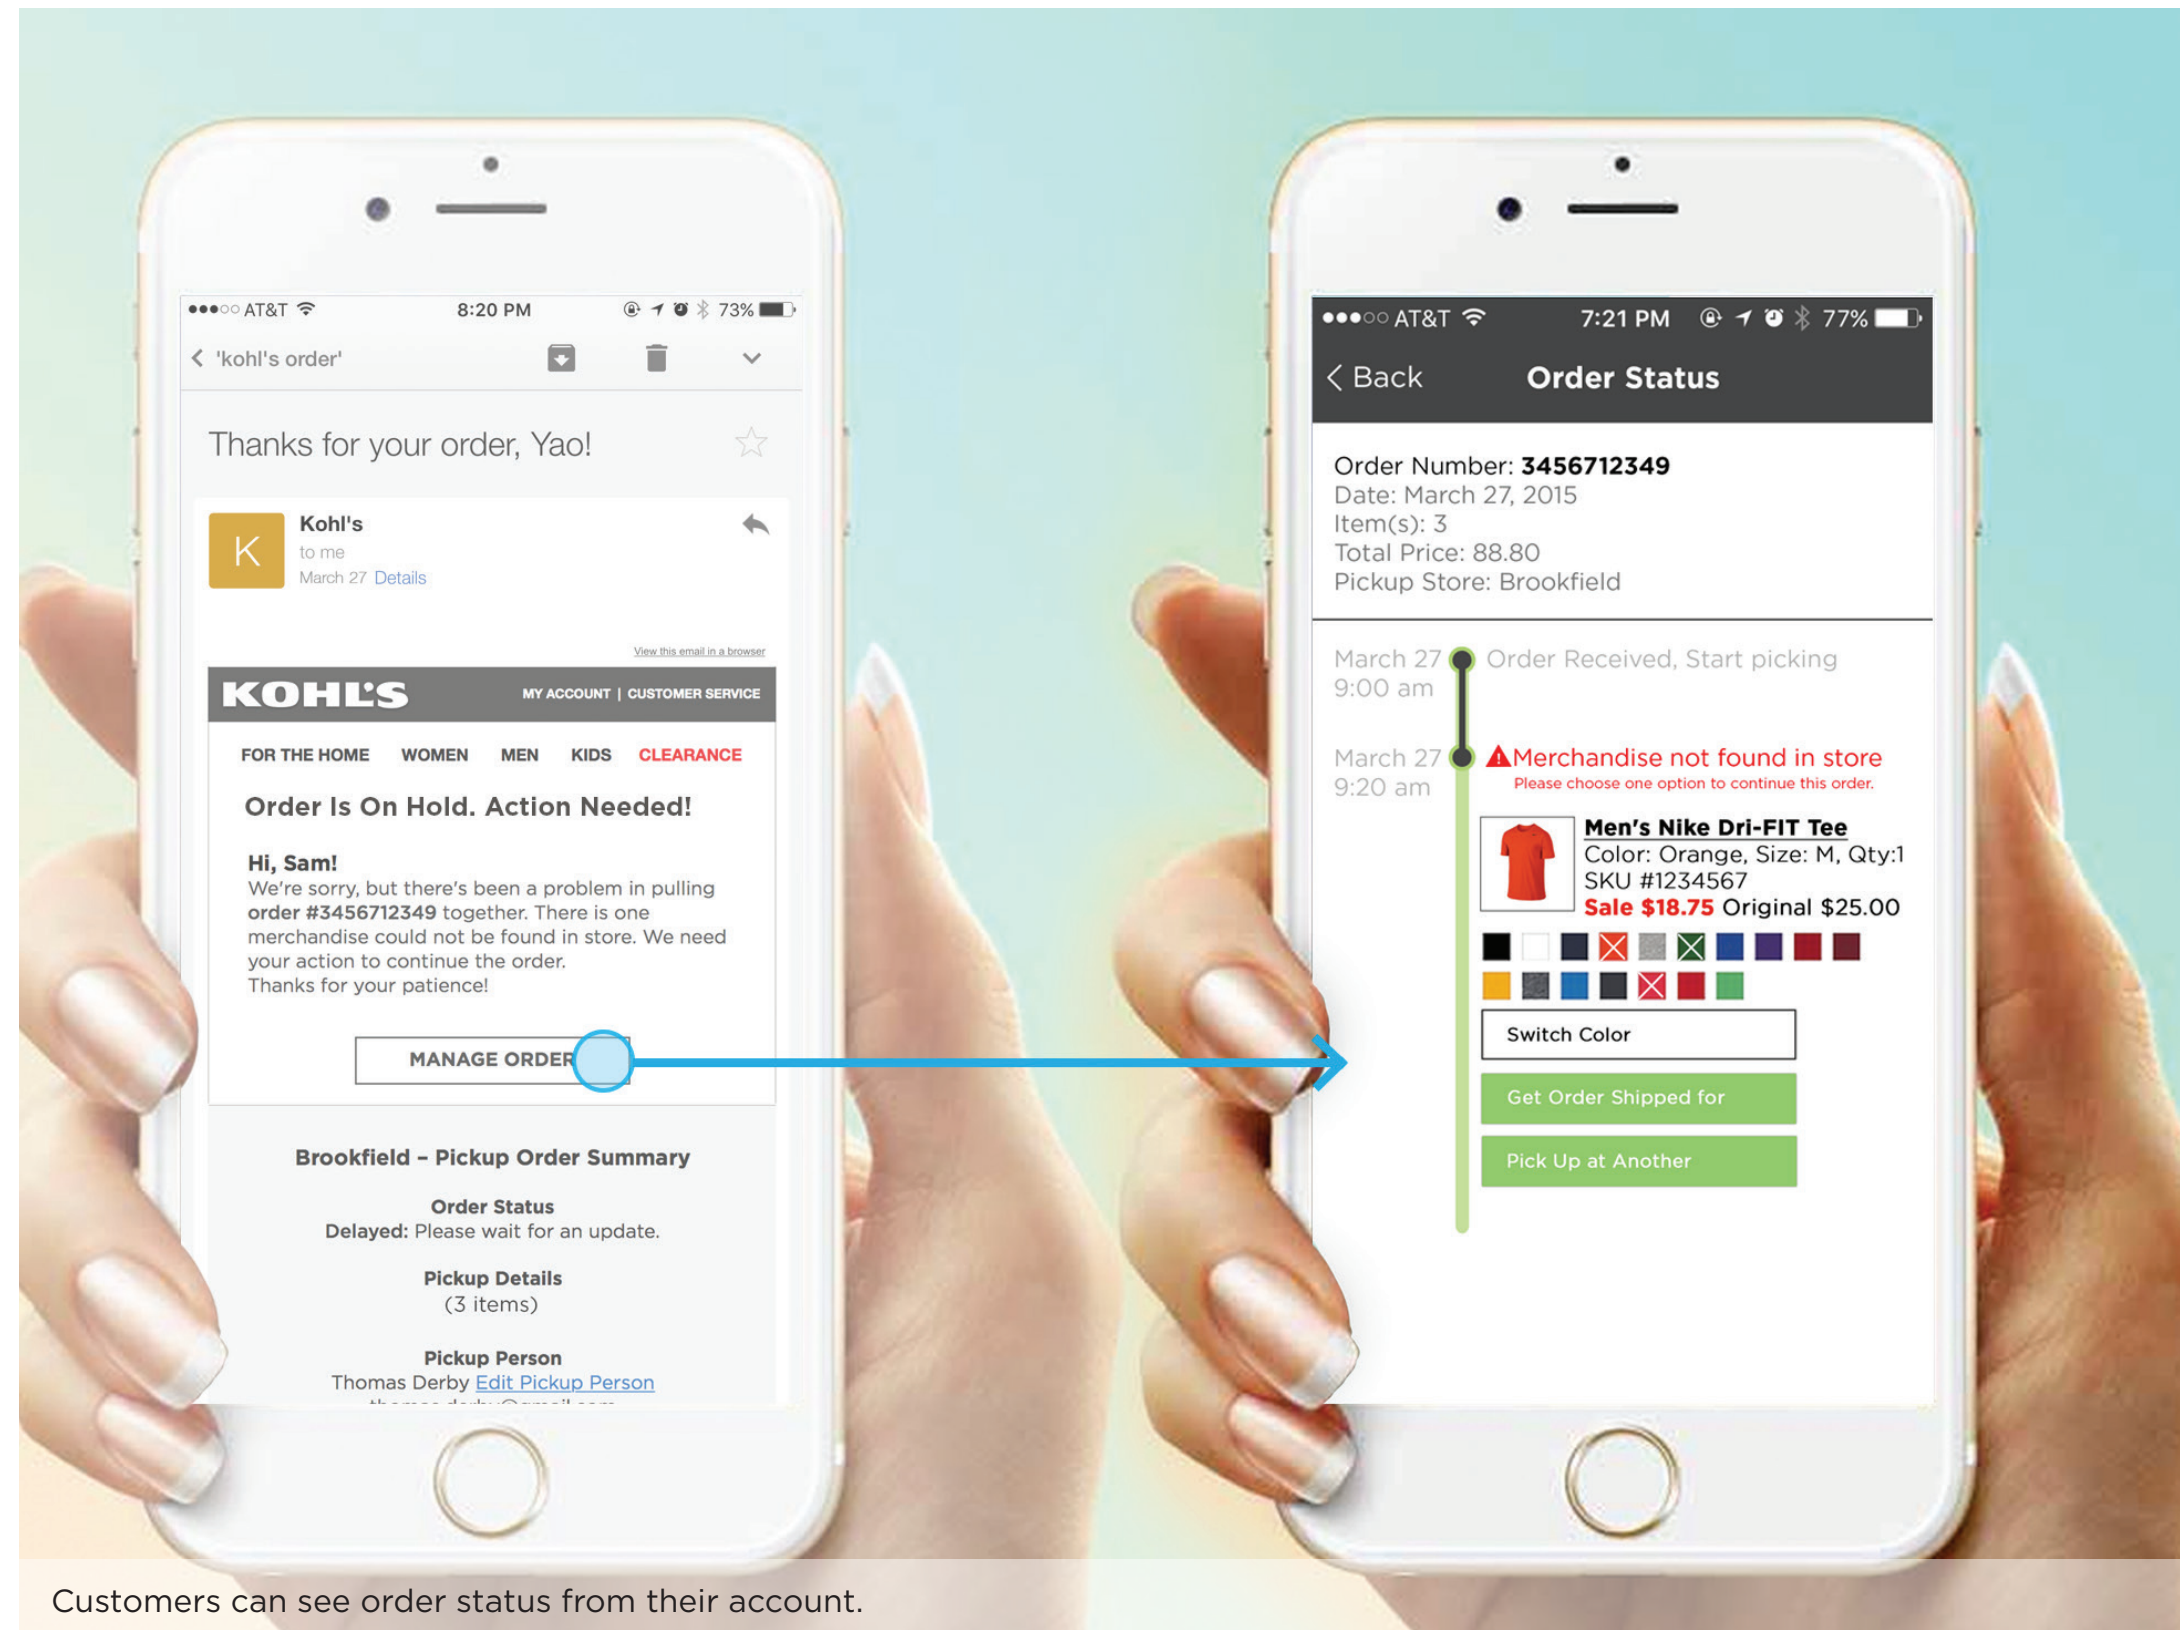 AT&T 8:20 PM 73%
'kohl's order'
Thanks for your order, Yao!
K
Kohl's
to me
March 27 Details
View this email in a browser
KOHL'S MY ACCOUNT | CUSTOMER SERVICE
FOR THE HOME WOMEN MEN KIDS CLEARANCE
Order Is On Hold. Action Needed!
Hi, Sam!
We're sorry, but there's been a problem in pulling
order #3456712349 together. There is one
merchandise could not be found in store. We need
your action to continue the order.
Thanks for your patience!
MANAGE ORDER
Brookfield – Pickup Order Summary
Order Status
Delayed: Please wait for an update.
Pickup Details
(3 items)
Pickup Person
Thomas Derby Edit Pickup Person
AT&T 7:21 PM 77%
Back Order Status
Order Number: 3456712349
Date: March 27, 2015
Item(s): 3
Total Price: 88.80
Pickup Store: Brookfield
March 27 Order Received, Start picking
9:00 am
March 27 Merchandise not found in store
9:20 am Please choose one option to continue this order.
Men's Nike Dri-FIT Tee
Color: Orange, Size: M, Qty:1
SKU #1234567
Sale $18.75 Original $25.00
Switch Color
Get Order Shipped for
Pick Up at Another
Customers can see order status from their account.